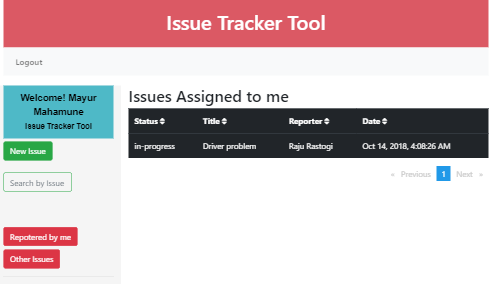 Issue Tracker Tool
Logout
Welcome! Mayur
Mahamune
Issue Tracker Tool
New Issue
Search by Issue
Repotered by me
Other Issues
Issues Assigned to me
Status Title Reporter Date
in-progress Driver problem Raju Rastogi Oct 14, 2018, 4:08:26 AM
« Previous 1 Next »